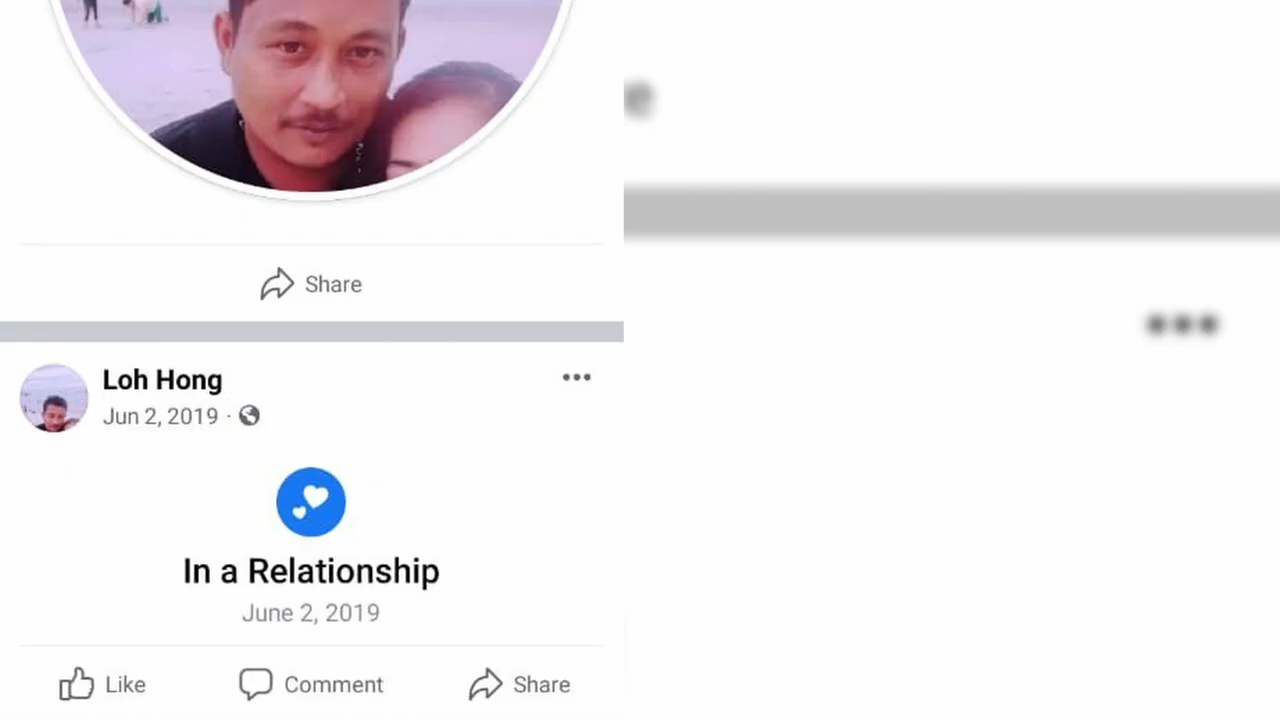 Share
Loh Hong
Jun 2, 2019 ·
In a Relationship
June 2, 2019
Like
Comment
Share